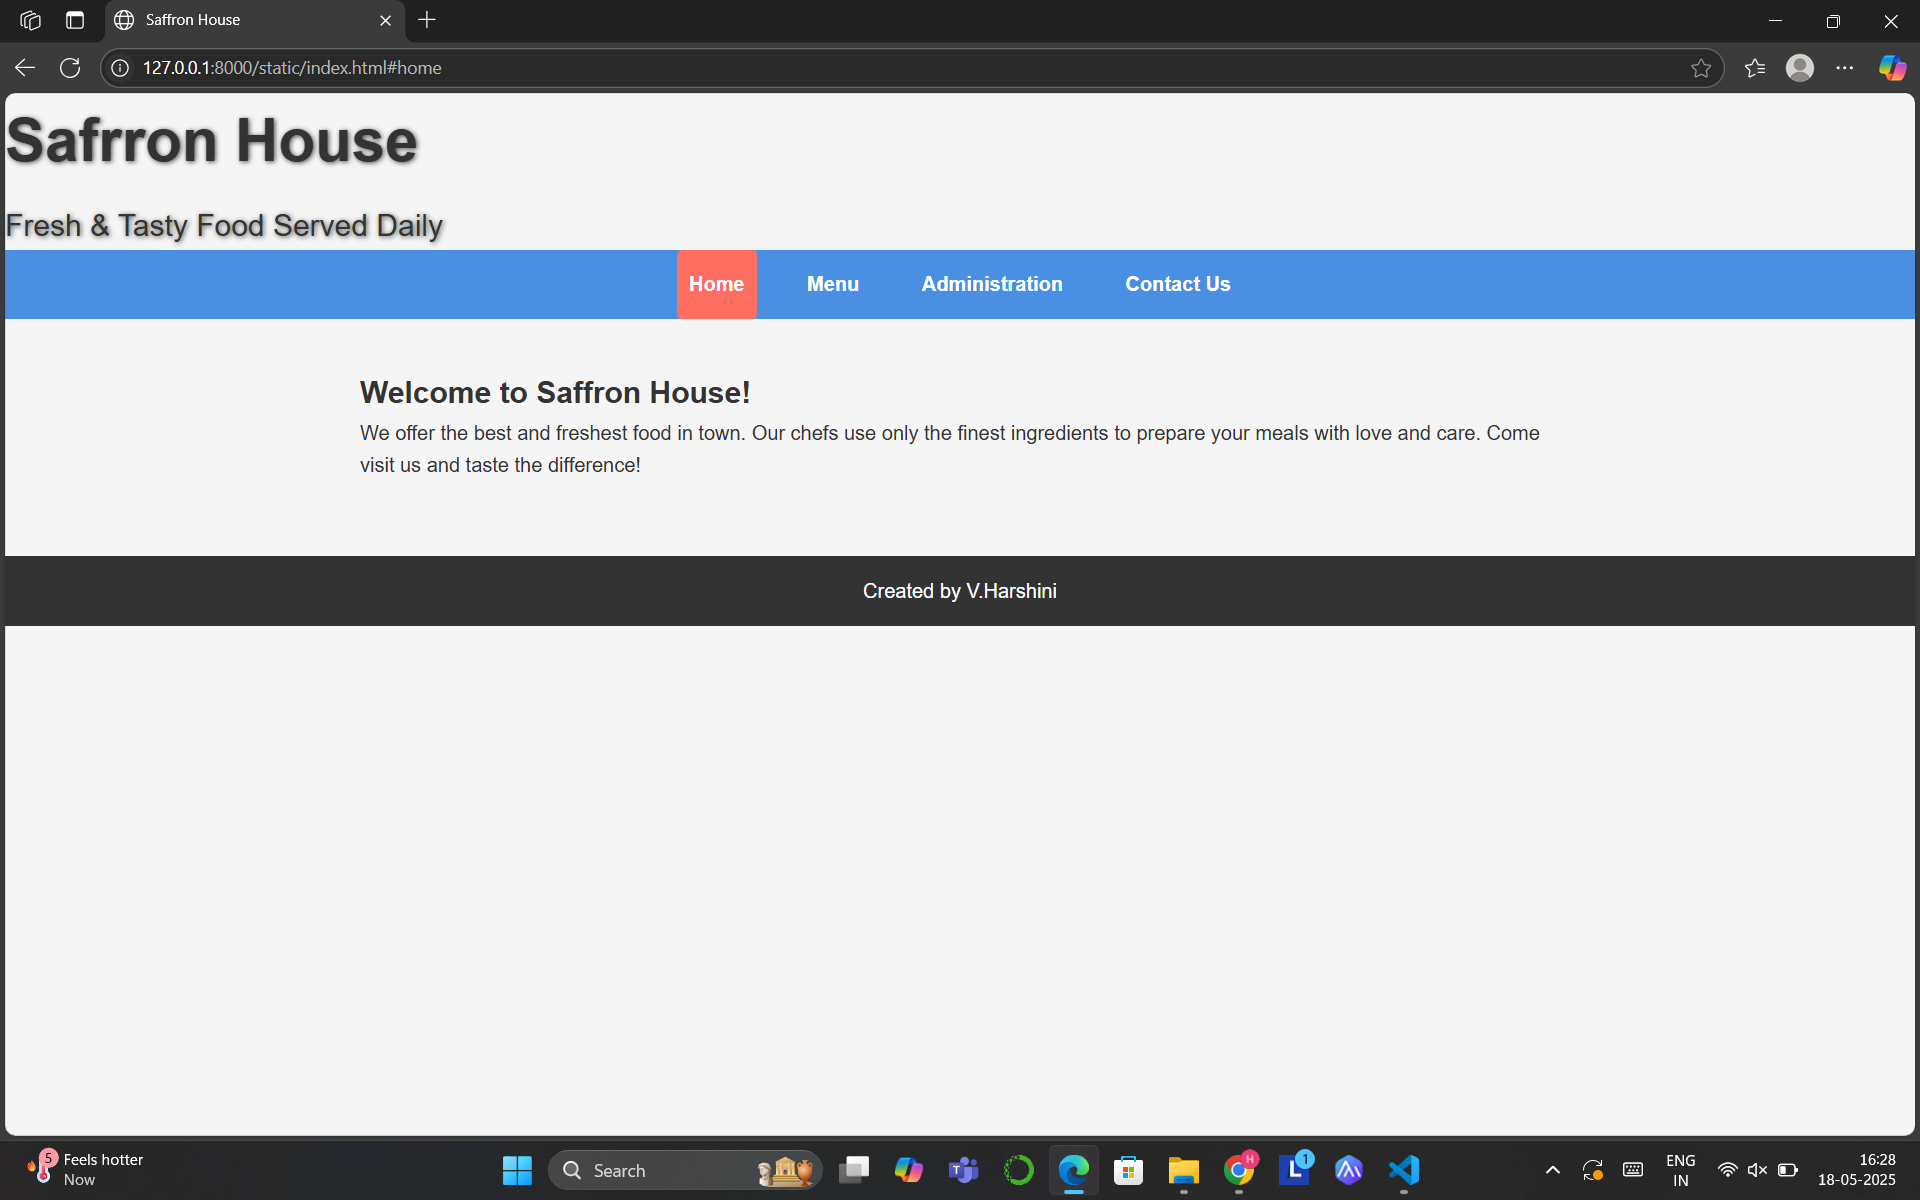 Saffron House
127.0.0.1:8000/static/index.html#home
Safrron House
Fresh & Tasty Food Served Daily
Home Menu Administration Contact Us
Welcome to Saffron House!
We offer the best and freshest food in town. Our chefs use only the finest ingredients to prepare your meals with love and care. Come
visit us and taste the difference!
Created by V.Harshini
5
Feels hotter
Now
Search
T
H
L
1
ENG
IN
16:28
18-05-2025